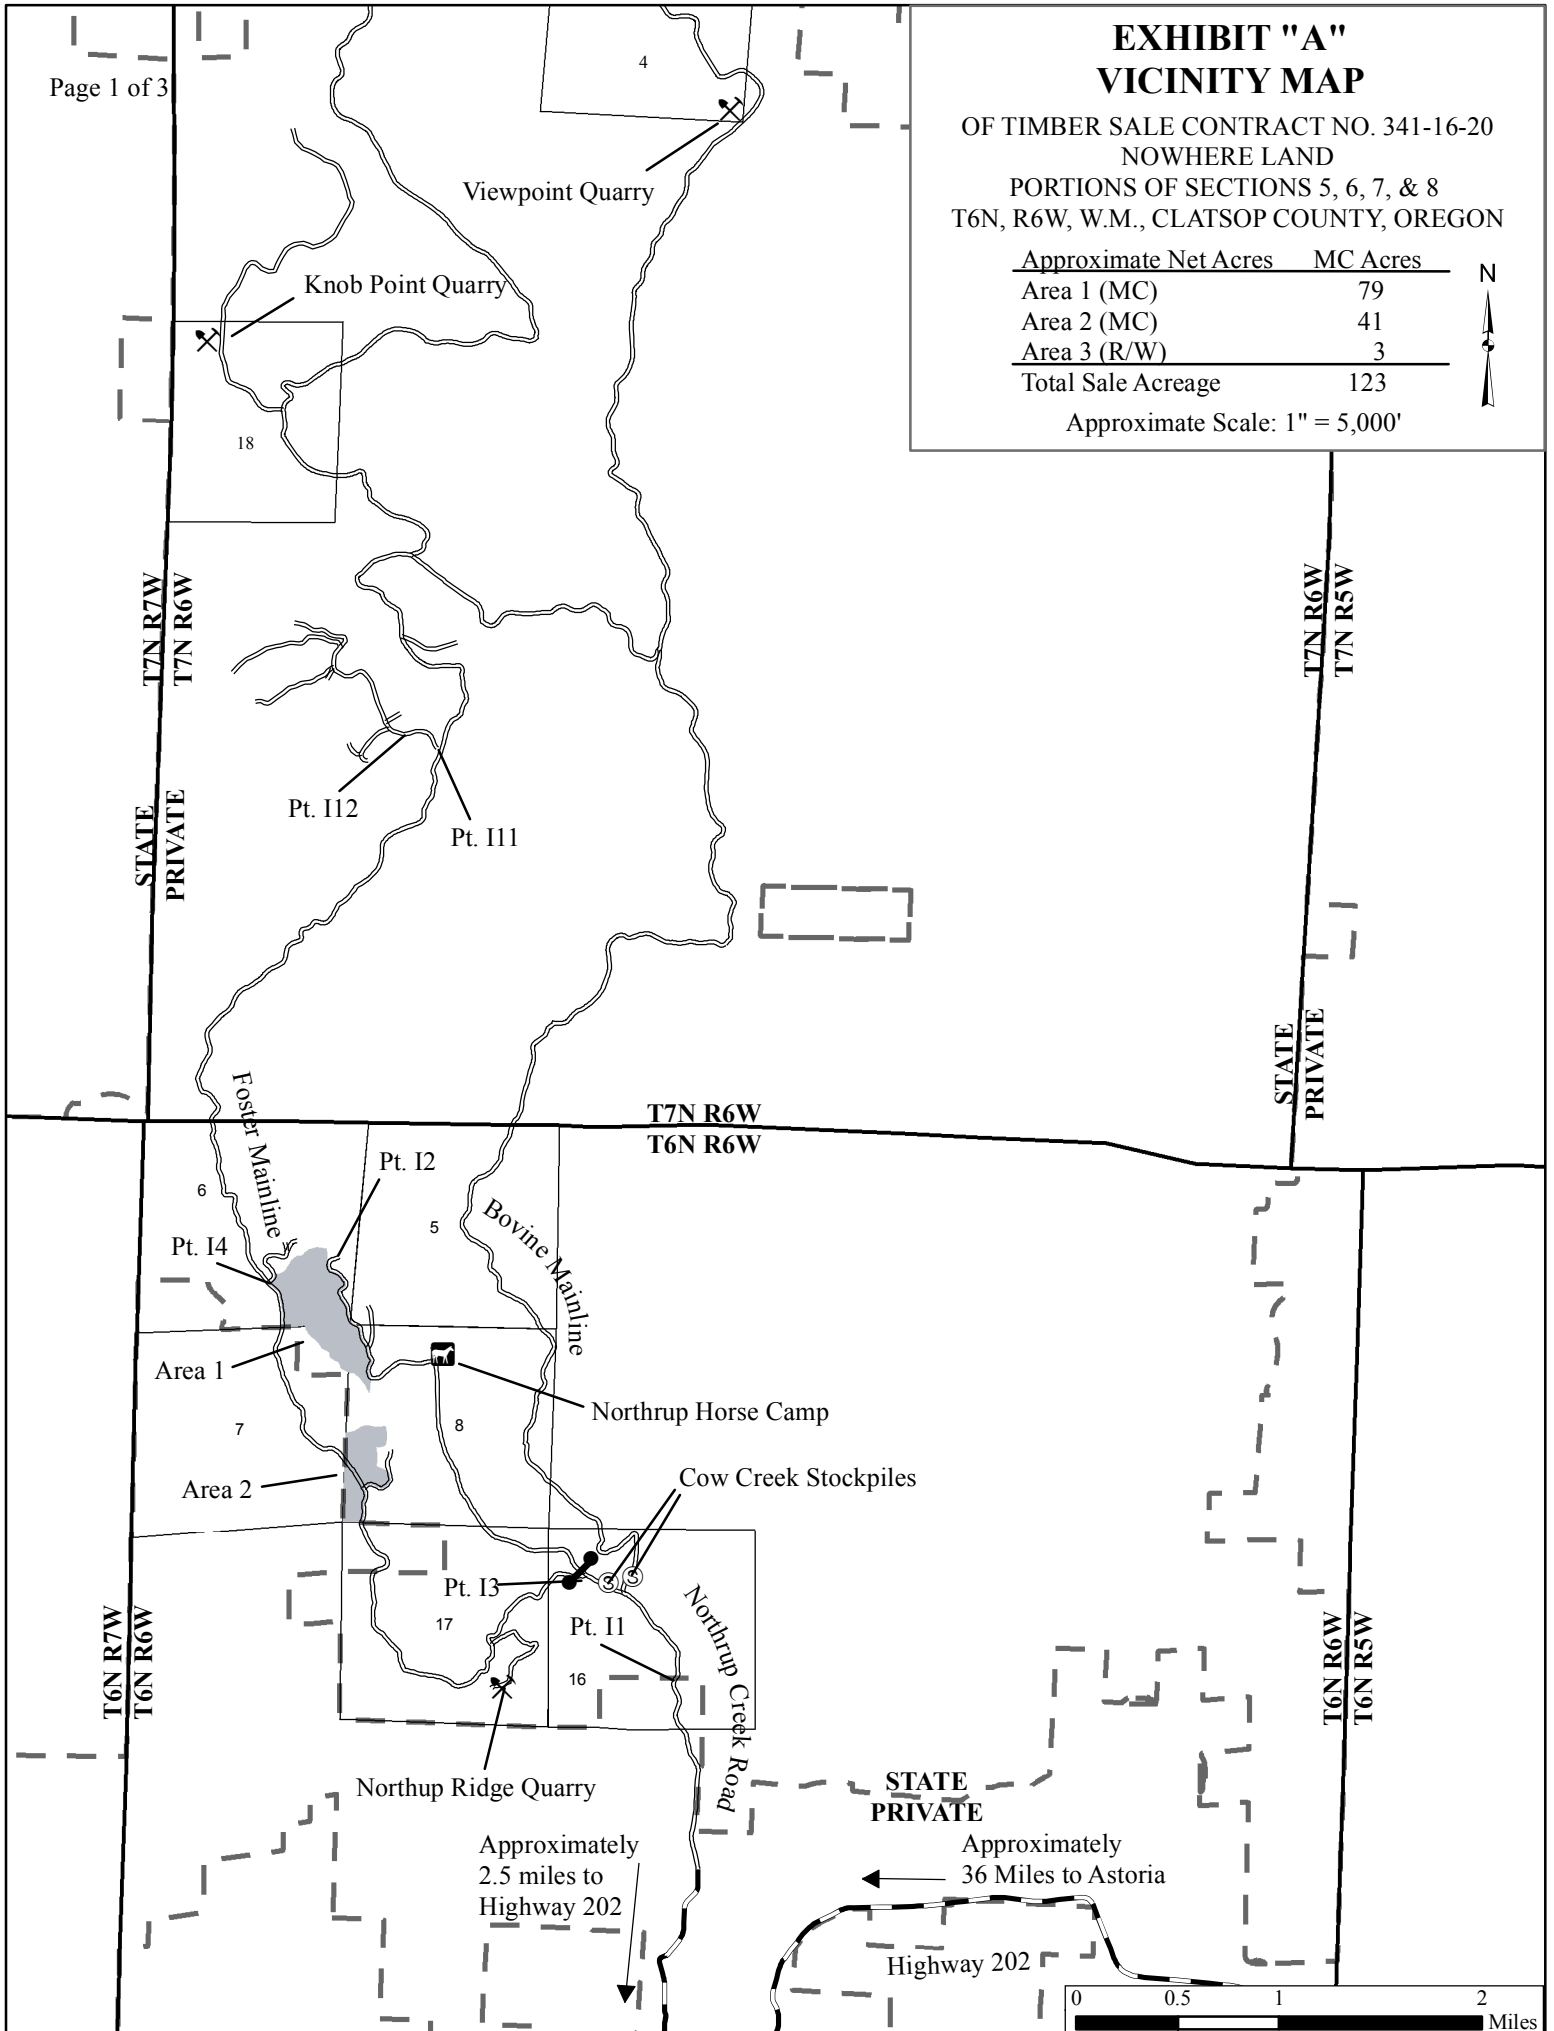 EXHIBIT "A"
VICINITY MAP
OF TIMBER SALE CONTRACT NO. 341-16-20
NOWHERE LAND
PORTIONS OF SECTIONS 5, 6, 7, & 8
T6N, R6W, W.M., CLATSOP COUNTY, OREGON
Approximate Net Acres MC Acres
Area 1 (MC) 79
Area 2 (MC) 41
Area 3 (R/W) 3
Total Sale Acreage 123
Approximate Scale: 1" = 5,000'
N
Page 1 of 3
4
Viewpoint Quarry
Knob Point Quarry
18
T7N R7W
T7N R6W
T7N R6W
T7N R5W
Pt. I12
Pt. I11
STATE
PRIVATE
STATE
PRIVATE
Foster Mainline
T7N R6W
T6N R6W
Pt. I2
6
5
Bovine Mainline
Pt. I4
Area 1
Northrup Horse Camp
7
8
Area 2
Cow Creek Stockpiles
Pt. I3
S
S
17
Pt. I1
16
Northrup Creek Road
T6N R7W
T6N R6W
T6N R6W
T6N R5W
Northup Ridge Quarry
STATE
PRIVATE
Approximately
2.5 miles to
Highway 202
Approximately
36 Miles to Astoria
Highway 202
0 0.5 1 2
Miles